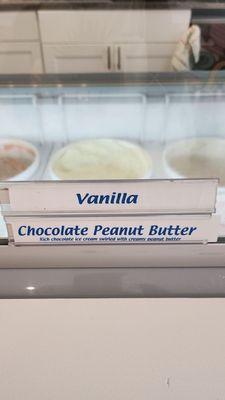 Vanilla
Chocolate Peanut Butter
Rich chocolate ice cream swirled with creamy peanut butter